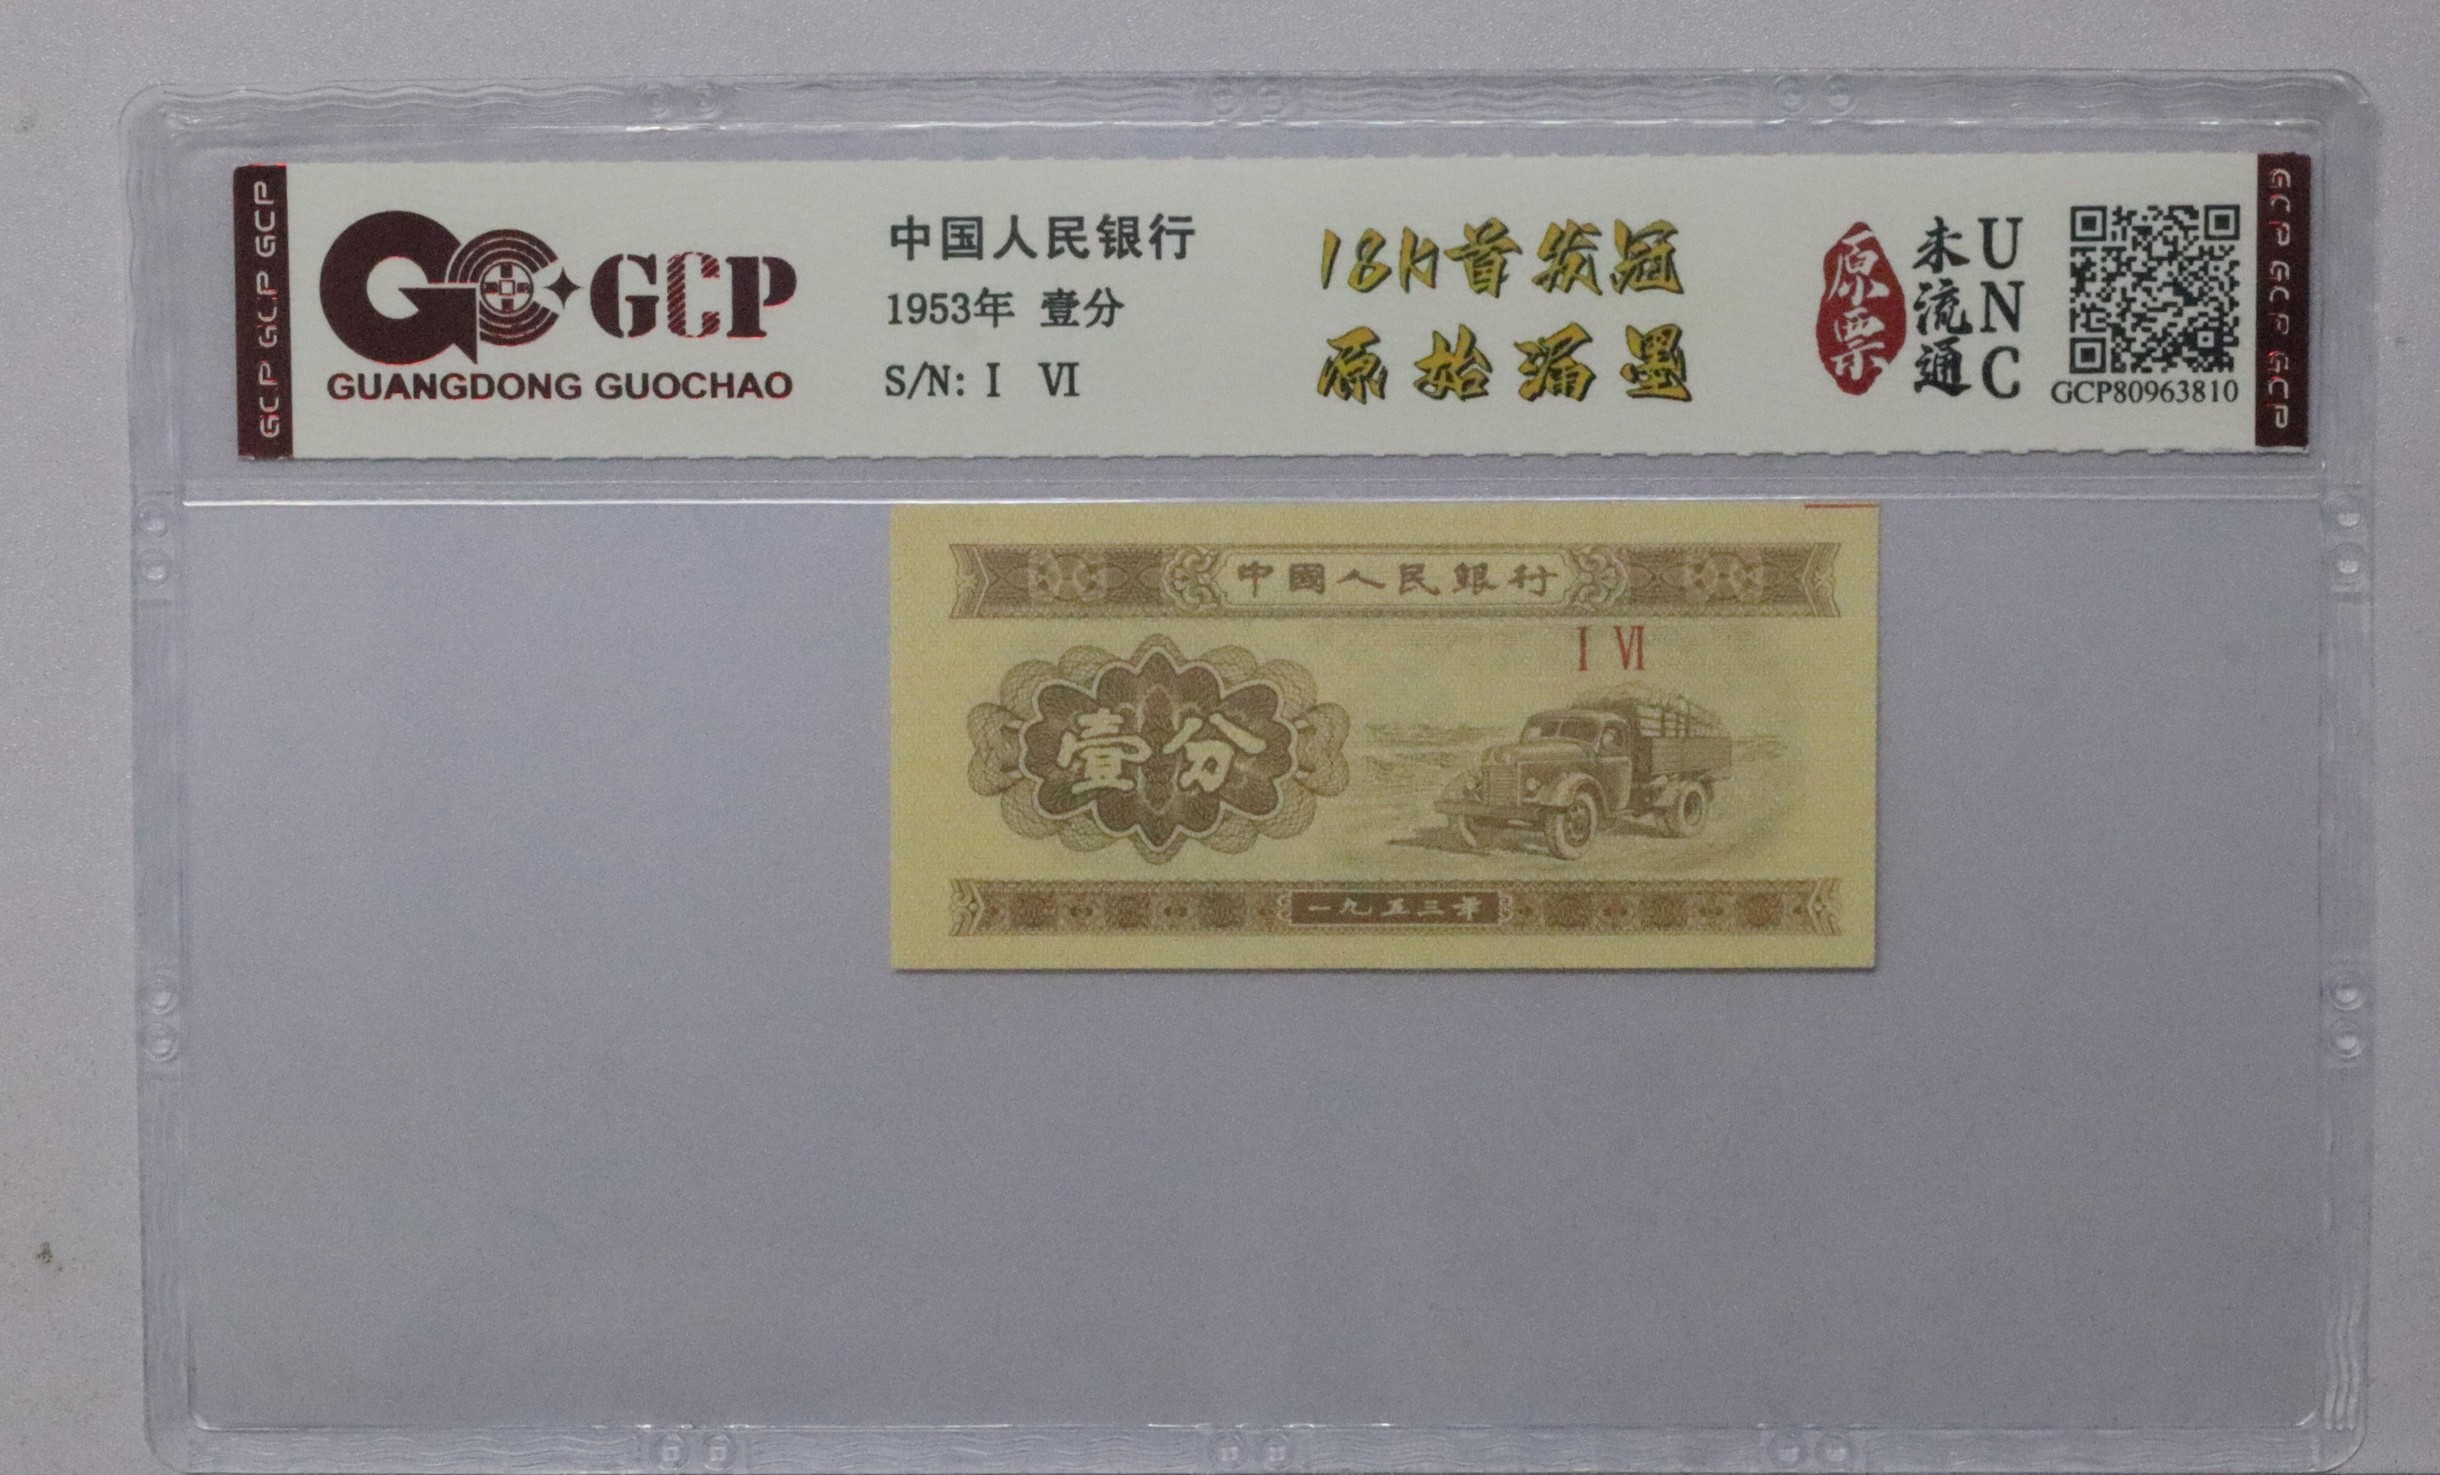 GCP GCP GCP
GCP
GUANGDONG GUOCHAO
中国人民银行
1953年 壹分
S/N: I VI
18K首发冠
原始漏墨
原票
未流通
UNC
GCP80963810
GCP GCP GCP
中國人民銀行
I VI
壹分
一九五三年